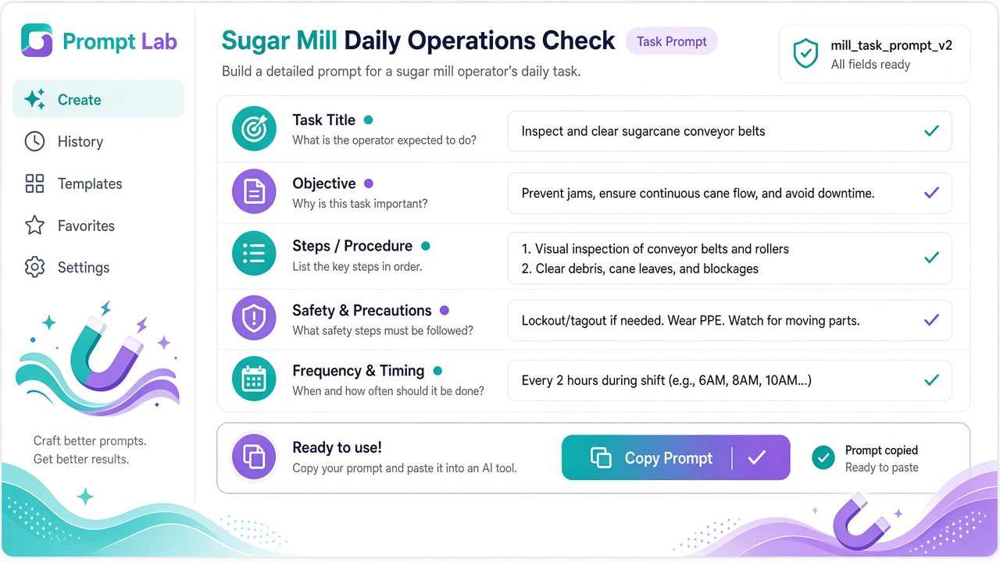 Prompt Lab
Create
History
Templates
Favorites
Settings
Craft better prompts.
Get better results.
Sugar Mill Daily Operations Check
Task Prompt
Build a detailed prompt for a sugar mill operator's daily task.
mill_task_prompt_v2
All fields ready
Task Title
What is the operator expected to do?
Inspect and clear sugarcane conveyor belts
Objective
Why is this task important?
Prevent jams, ensure continuous cane flow, and avoid downtime.
Steps / Procedure
List the key steps in order.
1. Visual inspection of conveyor belts and rollers
2. Clear debris, cane leaves, and blockages
Safety & Precautions
What safety steps must be followed?
Lockout/tagout if needed. Wear PPE. Watch for moving parts.
Frequency & Timing
When and how often should it be done?
Every 2 hours during shift (e.g., 6AM, 8AM, 10AM...)
Ready to use!
Copy your prompt and paste it into an AI tool.
Copy Prompt
Prompt copied
Ready to paste